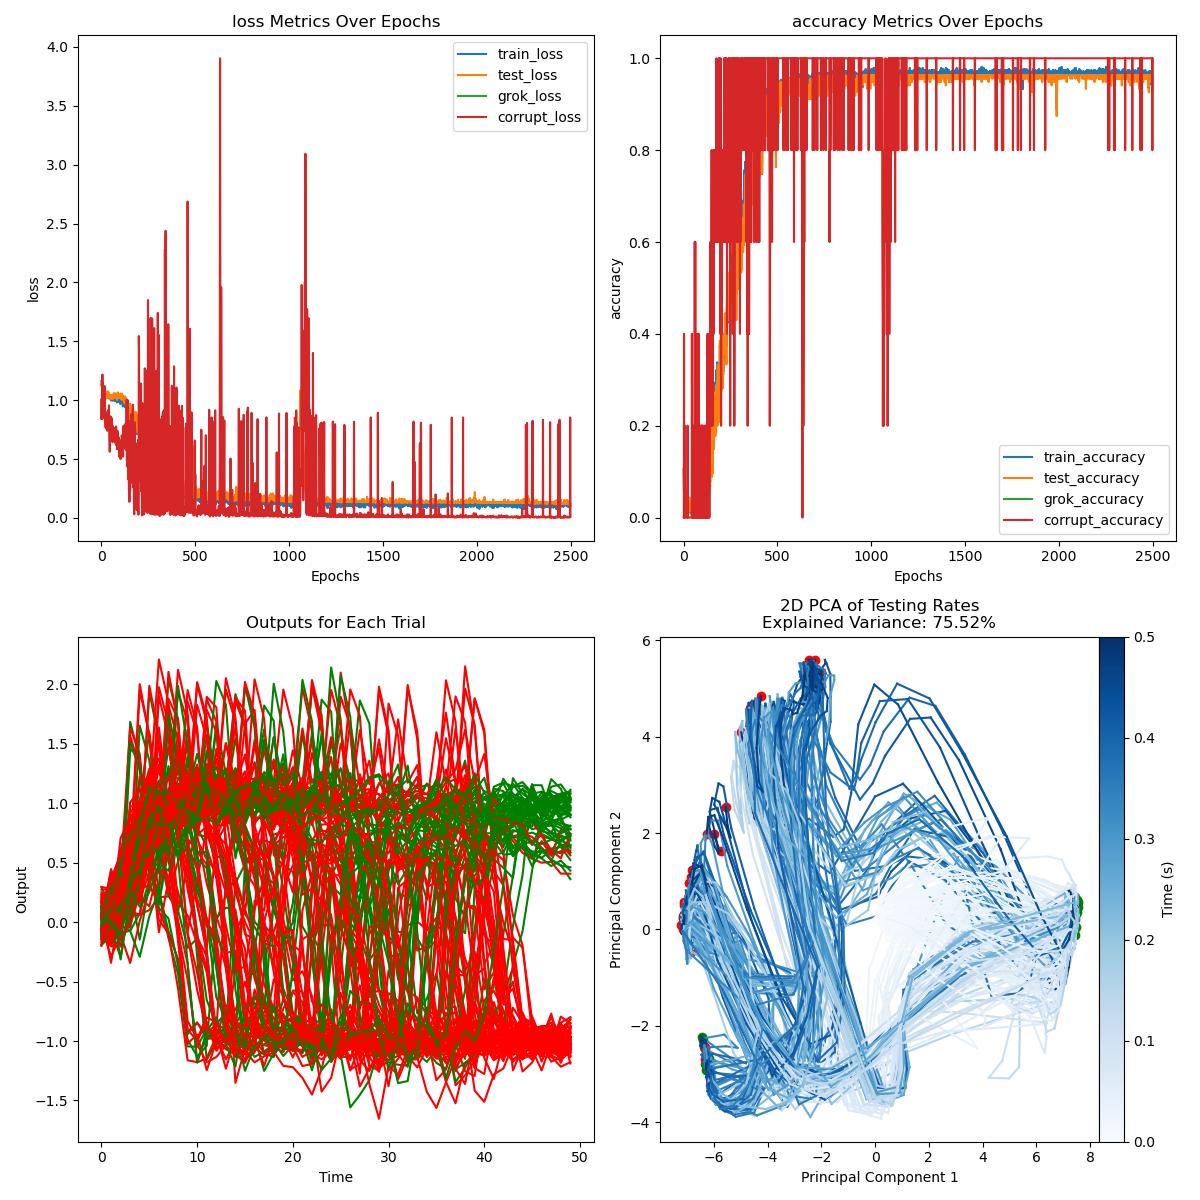 loss Metrics Over Epochs
4.0
3.5
3.0
2.5
2.0
1.5
1.0
0.5
0.0
loss
train_loss
test_loss
grok_loss
corrupt_loss
0
500
1000
1500
2000
2500
Epochs
accuracy Metrics Over Epochs
1.0
0.8
0.6
0.4
0.2
0.0
accuracy
train_accuracy
test_accuracy
grok_accuracy
corrupt_accuracy
0
500
1000
1500
2000
2500
Epochs
Outputs for Each Trial
2.0
1.5
1.0
0.5
0.0
−0.5
−1.0
−1.5
Output
0
10
20
30
40
50
Time
2D PCA of Testing Rates
Explained Variance: 75.52%
6
4
2
0
−2
−4
Principal Component 2
−6
−4
−2
0
2
4
6
8
Principal Component 1
0.5
0.4
0.3
0.2
0.1
0.0
Time (s)